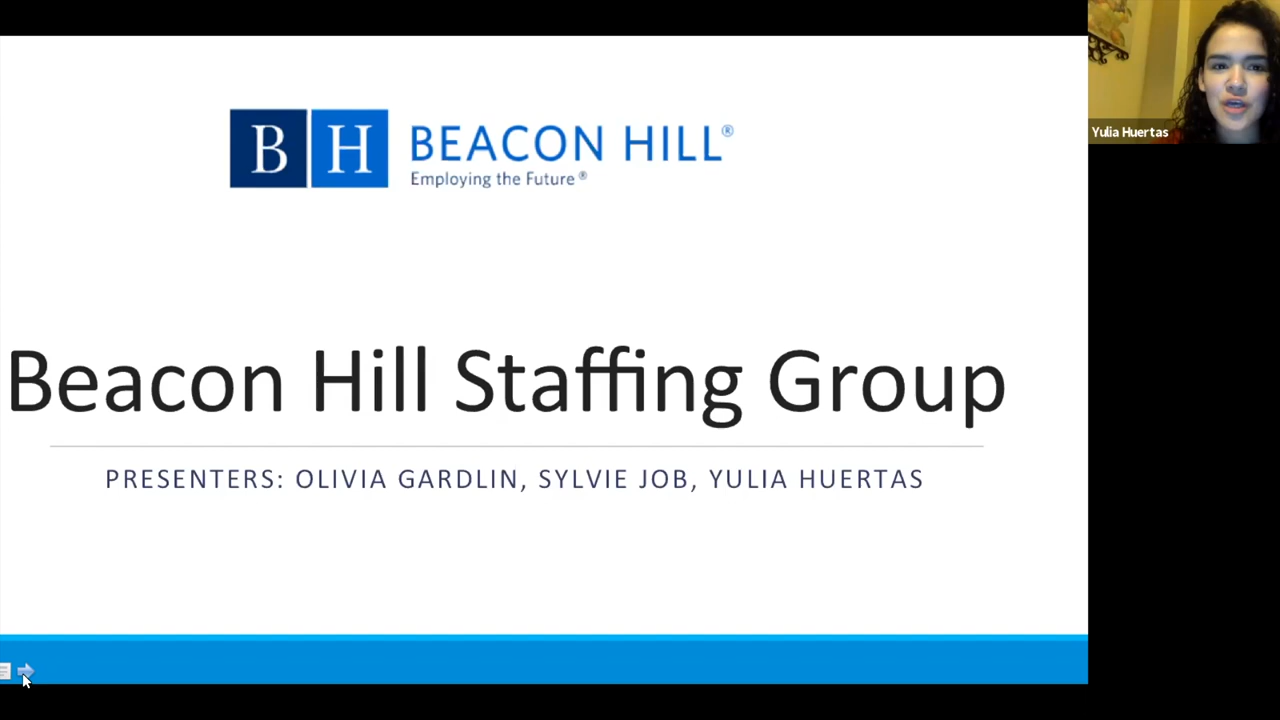 B H BEACON HILL®
Employing the Future®
Beacon Hill Staffing Group
PRESENTERS: OLIVIA GARDLIN, SYLVIE JOB, YULIA HUERTAS
Yulia Huertas